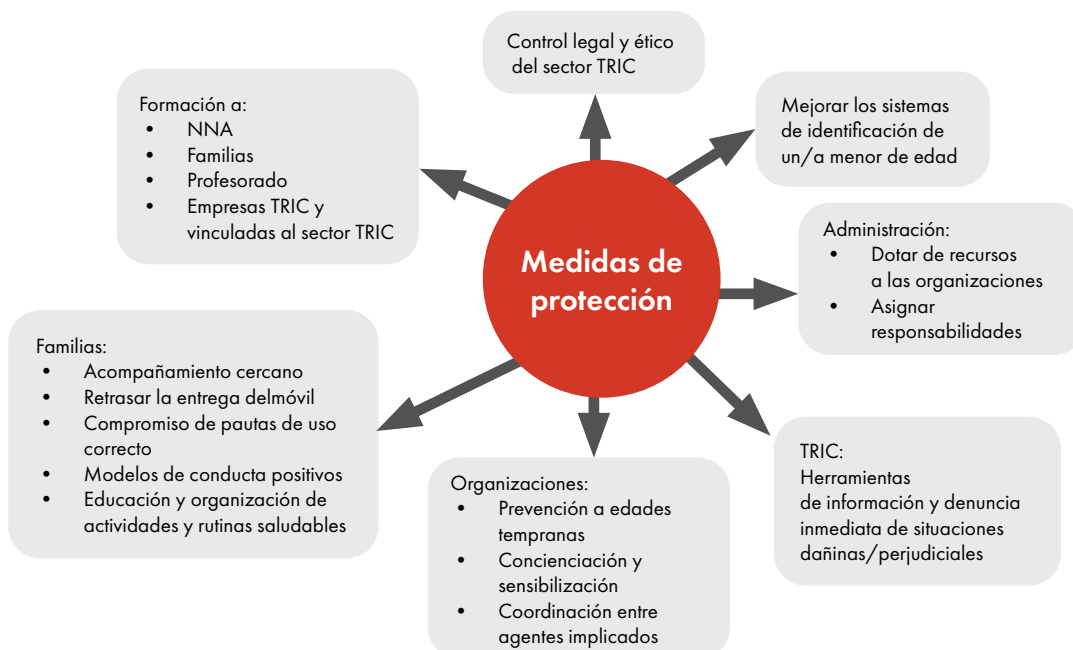 Control legal y ético
del sector TRIC
Formación a:
• NNA
• Familias
• Profesorado
• Empresas TRIC y
vinculadas al sector TRIC
Mejorar los sistemas
de identificación de
un/a menor de edad
Medidas de
protección
Administración:
• Dotar de recursos
a las organizaciones
• Asignar
responsabilidades
Familias:
• Acompañamiento cercano
• Retrasar la entrega delmóvil
• Compromiso de pautas de uso
correcto
• Modelos de conducta positivos
• Educación y organización de
actividades y rutinas saludables
Organizaciones:
• Prevención a edades
tempranas
• Concienciación y
sensibilización
• Coordinación entre
agentes implicados
TRIC:
Herramientas
de información y denuncia
inmediata de situaciones
dañinas/perjudiciales